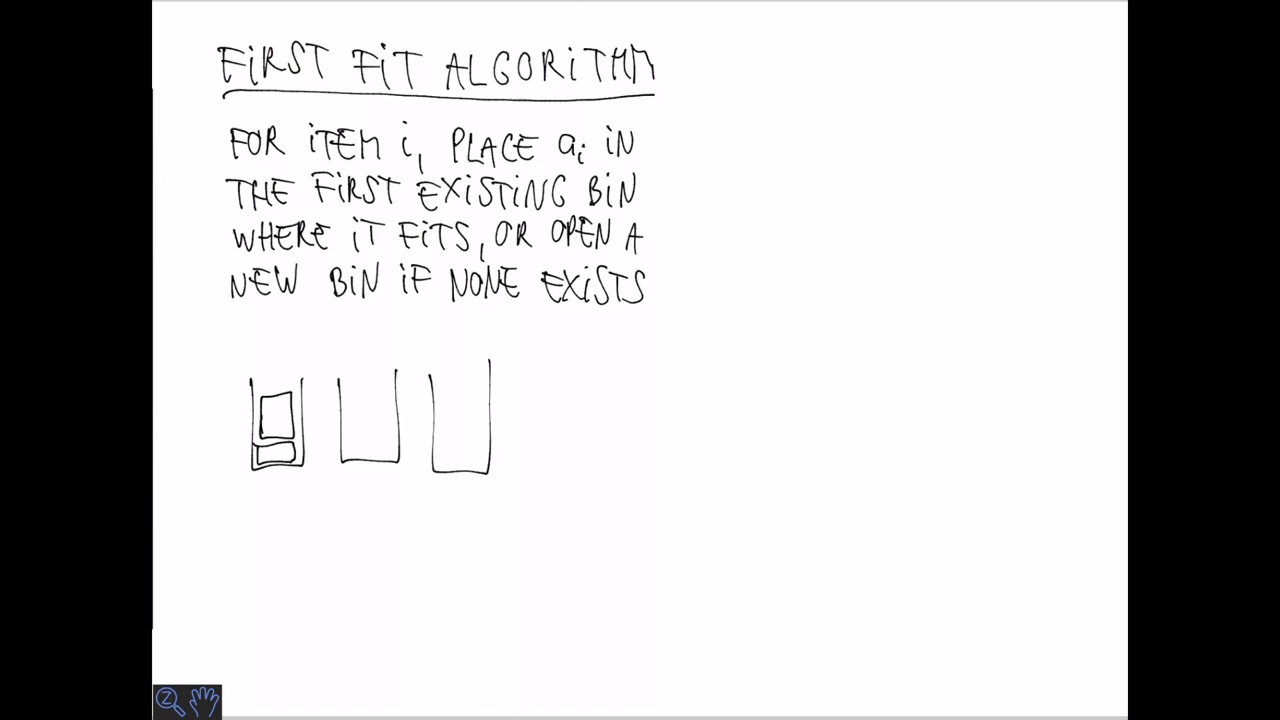 FiRST FiT ALGORiTHM
FOR iTEM i, PLACE ai iN
THE FiRST EXiSTiNG BiN
WHERE iT FiTS, OR OPEN A
NEW BiN iF NONE EXiSTS